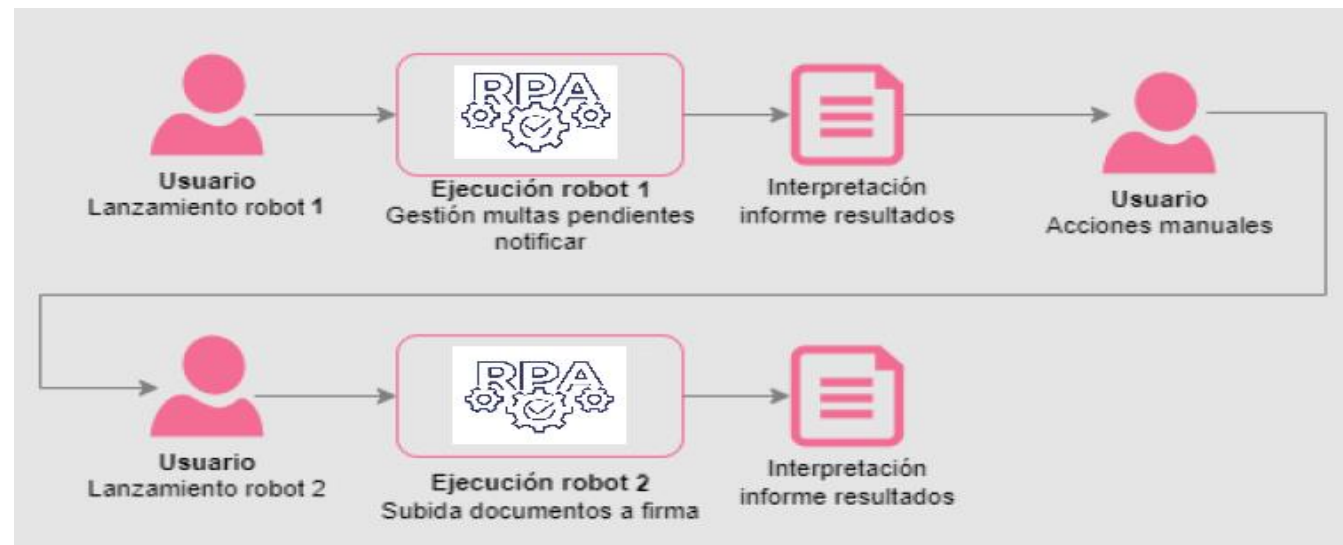 RPA
Usuario
Lanzamiento robot 1
Ejecución robot 1
Gestión multas pendientes
notificar
Interpretación
informe resultados
Usuario
Acciones manuales
RPA
Usuario
Lanzamiento robot 2
Ejecución robot 2
Subida documentos a firma
Interpretación
informe resultados